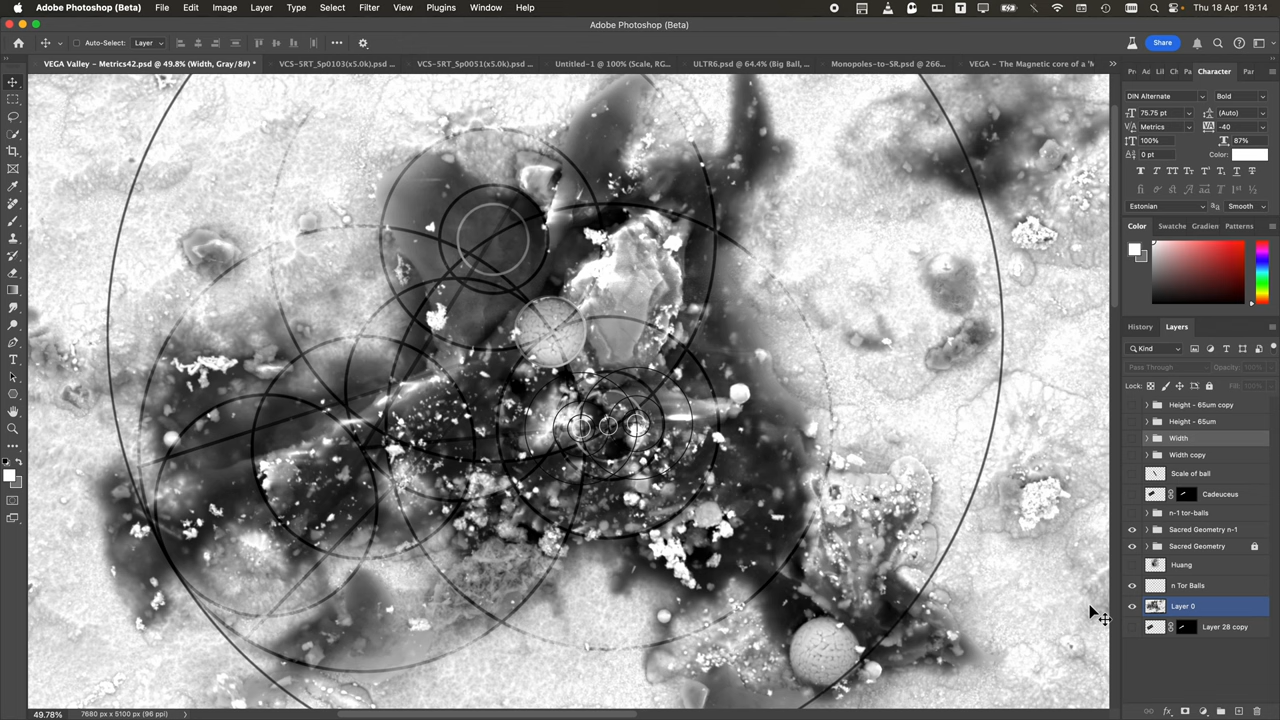 Adobe Photoshop (Beta) File Edit Image Layer Type Select Filter View Plugins Window Help Thu 18 Apr 19:14
Adobe Photoshop (Beta)
Auto-Select: Layer Share
VEGA Valley – Metrics42.psd @ 49.8% (Width, Gray/8#) * VCS-5RT_Sp0103(x5.0k).psd ... VCS-5RT_Sp0051(x5.0k).psd ... Untitled-1 @ 100% (Scale, RG... ULTR6.psd @ 64.4% (Big Ball, ... Monopoles-to-SR.psd @ 266... VEGA – The Magnetic core of a 'M
Character Par
DIN Alternate Bold
75.75 pt (Auto)
Metrics -40
100% 87%
0 pt Color:
Estonian Smooth
Color Swatche Gradien Patterns
History Layers
Kind
Pass Through Opacity: 100%
Lock: Fill: 100%
Height - 65um copy
Height - 65um
Width
Width copy
Scale of ball
Cadeuceus
n-1 tor-balls
Sacred Geometry n-1
Sacred Geometry
Huang
n Tor Balls
Layer 0
Layer 28 copy
49.78% 7680 px x 5100 px (96 ppi)